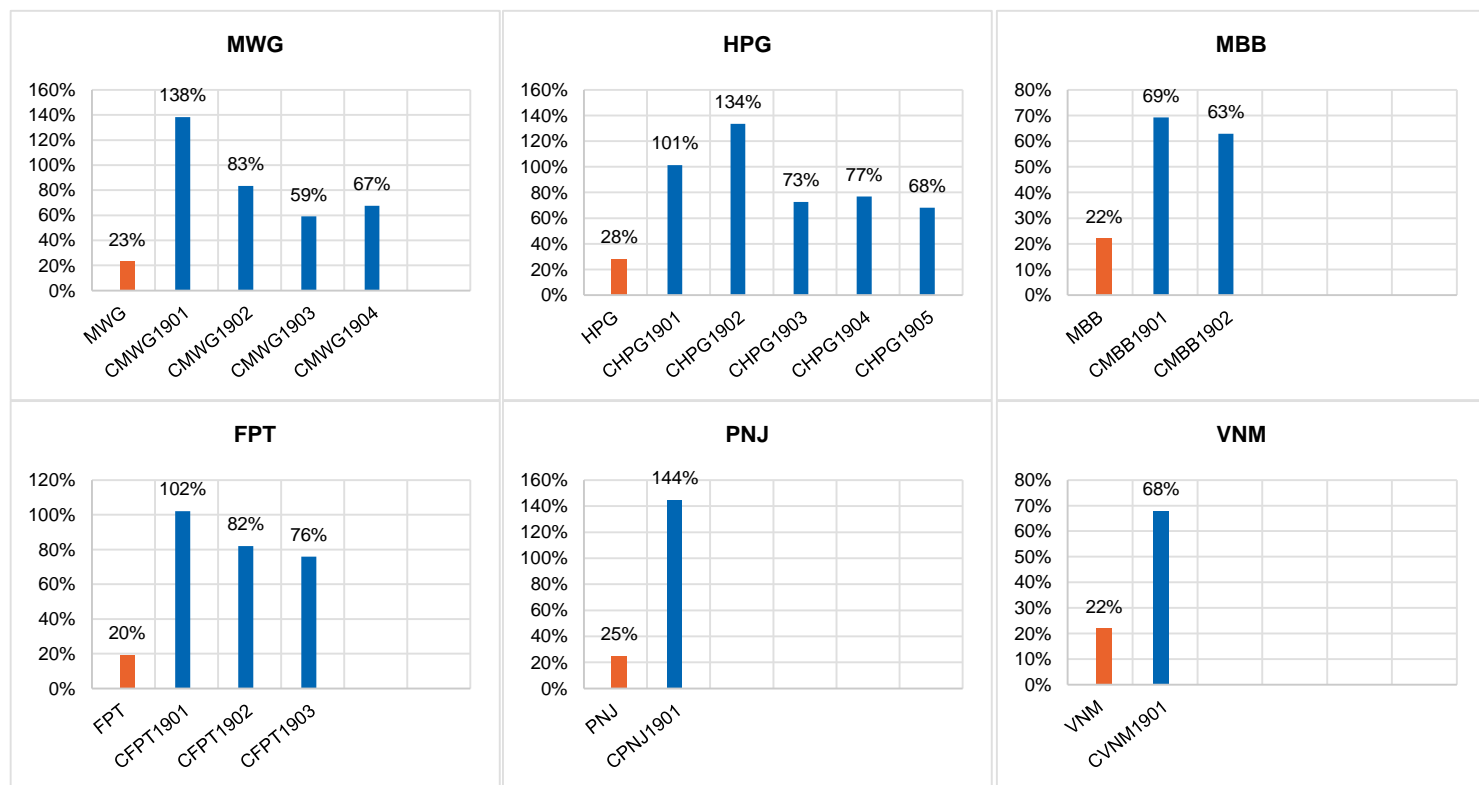 MWG
160%
140%
120%
100%
80%
60%
40%
20%
0%
23%
138%
83%
59%
67%
MWG
CMWG1901
CMWG1902
CMWG1903
CMWG1904
HPG
160%
140%
120%
100%
80%
60%
40%
20%
0%
28%
101%
134%
73%
77%
68%
HPG
CHPG1901
CHPG1902
CHPG1903
CHPG1904
CHPG1905
MBB
80%
70%
60%
50%
40%
30%
20%
10%
0%
22%
69%
63%
MBB
CMBB1901
CMBB1902
FPT
120%
100%
80%
60%
40%
20%
0%
20%
102%
82%
76%
FPT
CFPT1901
CFPT1902
CFPT1903
PNJ
160%
140%
120%
100%
80%
60%
40%
20%
0%
25%
144%
PNJ
CPNJ1901
VNM
80%
70%
60%
50%
40%
30%
20%
10%
0%
22%
68%
VNM
CVNM1901